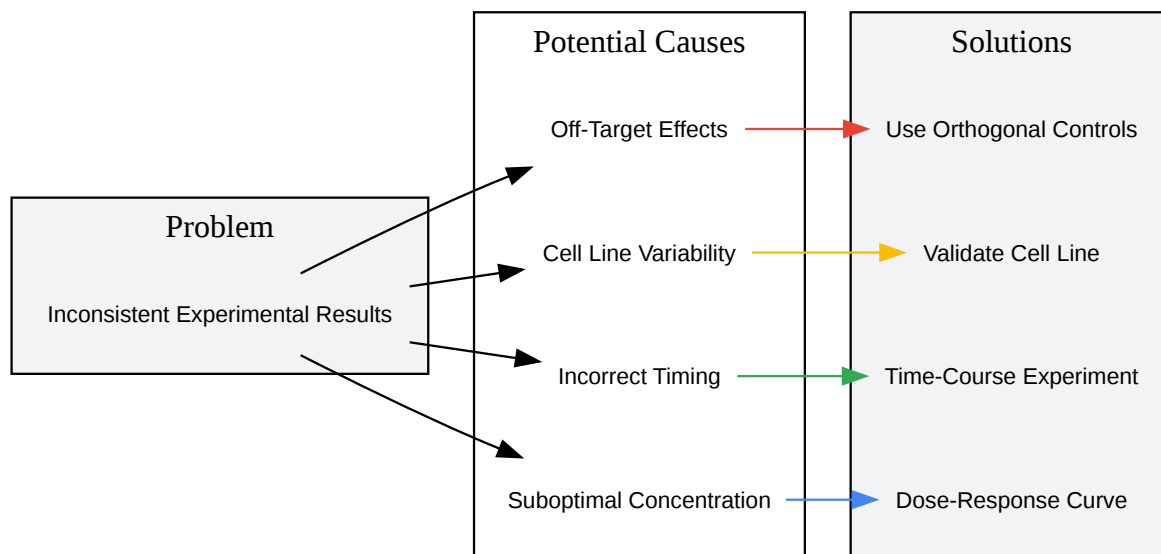 Potential Causes
Solutions
Off-Target Effects
Use Orthogonal Controls
Problem
Cell Line Variability
Validate Cell Line
Inconsistent Experimental Results
Incorrect Timing
Time-Course Experiment
Suboptimal Concentration
Dose-Response Curve